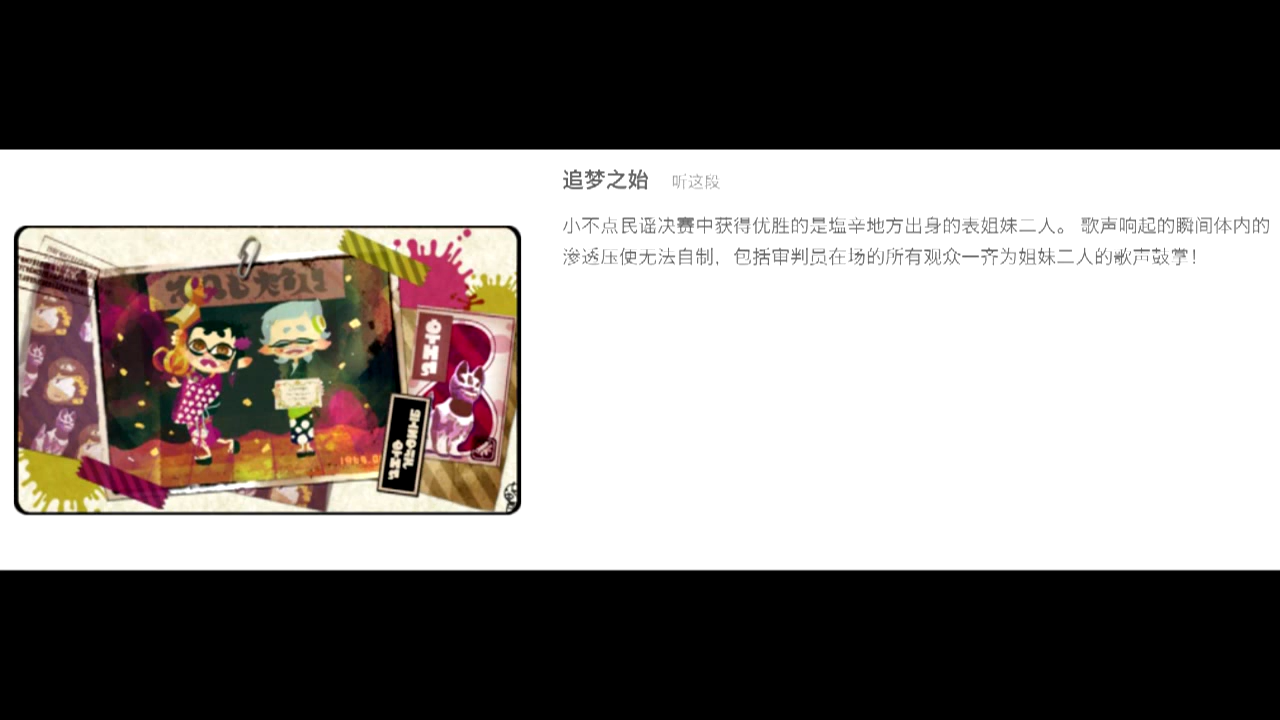 追梦之始 听这段
小不点民谣决赛中获得优胜的是塩辛地方出身的表姐妹二人。 歌声响起的瞬间体内的
渗透压便无法自制，包括审判员在场的所有观众一齐为姐妹二人的歌声鼓掌！